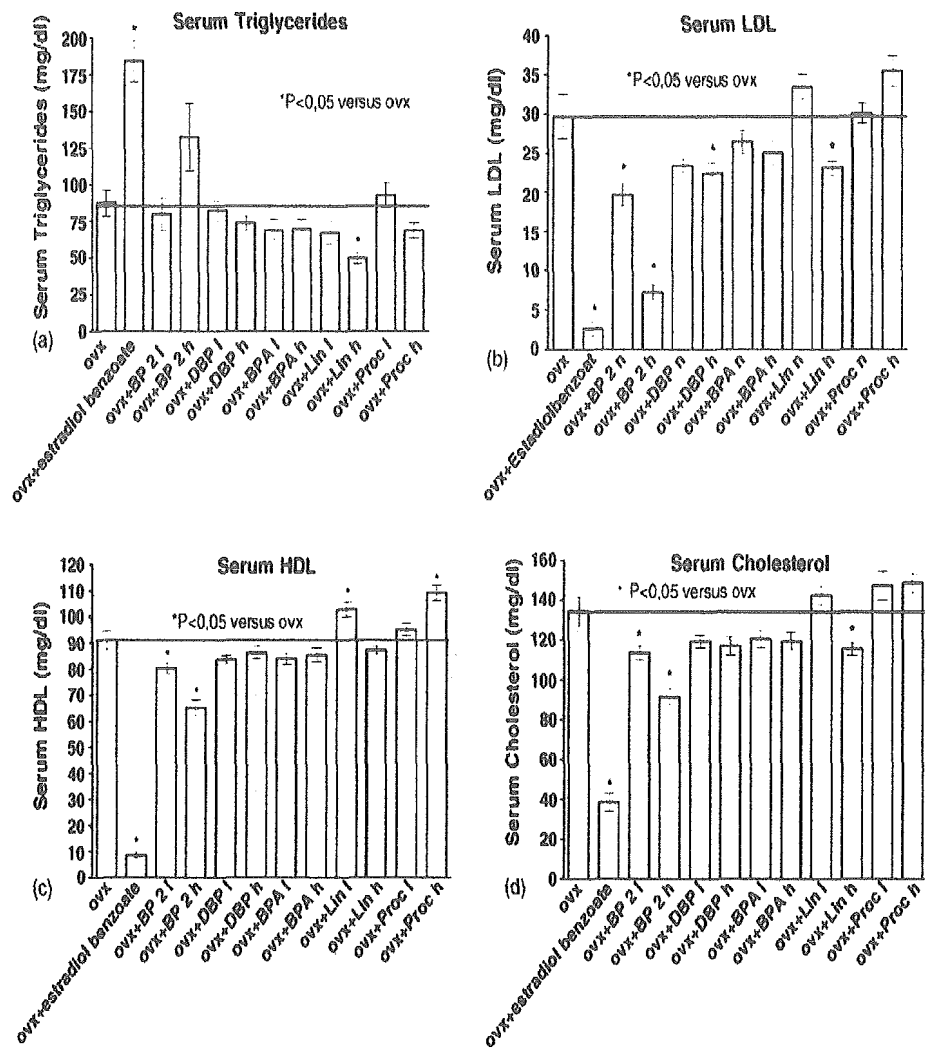 Serum Triglycerides
Serum Triglycerides (mg/dl)
200
175
150
125
100
75
50
25
0
*
*P<0,05 versus ovx
*
(a)
ovx
ovx+estradiol benzoate
ovx+BP 2 l
ovx+BP 2 h
ovx+DBP l
ovx+DBP h
ovx+BPA l
ovx+BPA h
ovx+Lin l
ovx+Lin h
ovx+Proc l
ovx+Proc h
Serum LDL
Serum LDL (mg/dl)
40
35
30
25
20
15
10
5
0
*P<0,05 versus ovx
*
*
*
*
*
(b)
ovx
ovx+Estadiolbenzoat
ovx+BP 2 n
ovx+BP 2 h
ovx+DBP n
ovx+DBP h
ovx+BPA n
ovx+BPA h
ovx+Lin n
ovx+Lin h
ovx+Proc n
ovx+Proc h
Serum HDL
Serum HDL (mg/dl)
120
110
100
90
80
70
60
50
40
30
20
10
0
*P<0,05 versus ovx
*
*
*
*
*
(c)
ovx
ovx+estradiol benzoate
ovx+BP 2 l
ovx+BP 2 h
ovx+DBP l
ovx+DBP h
ovx+BPA l
ovx+BPA h
ovx+Lin l
ovx+Lin h
ovx+Proc l
ovx+Proc h
Serum Cholesterol
Serum Cholesterol (mg/dl)
160
140
120
100
80
60
40
20
0
* P<0,05 versus ovx
*
*
*
*
(d)
ovx
ovx+estradiol benzoate
ovx+BP 2 l
ovx+BP 2 h
ovx+DBP l
ovx+DBP h
ovx+BPA l
ovx+BPA h
ovx+Lin l
ovx+Lin h
ovx+Proc l
ovx+Proc h